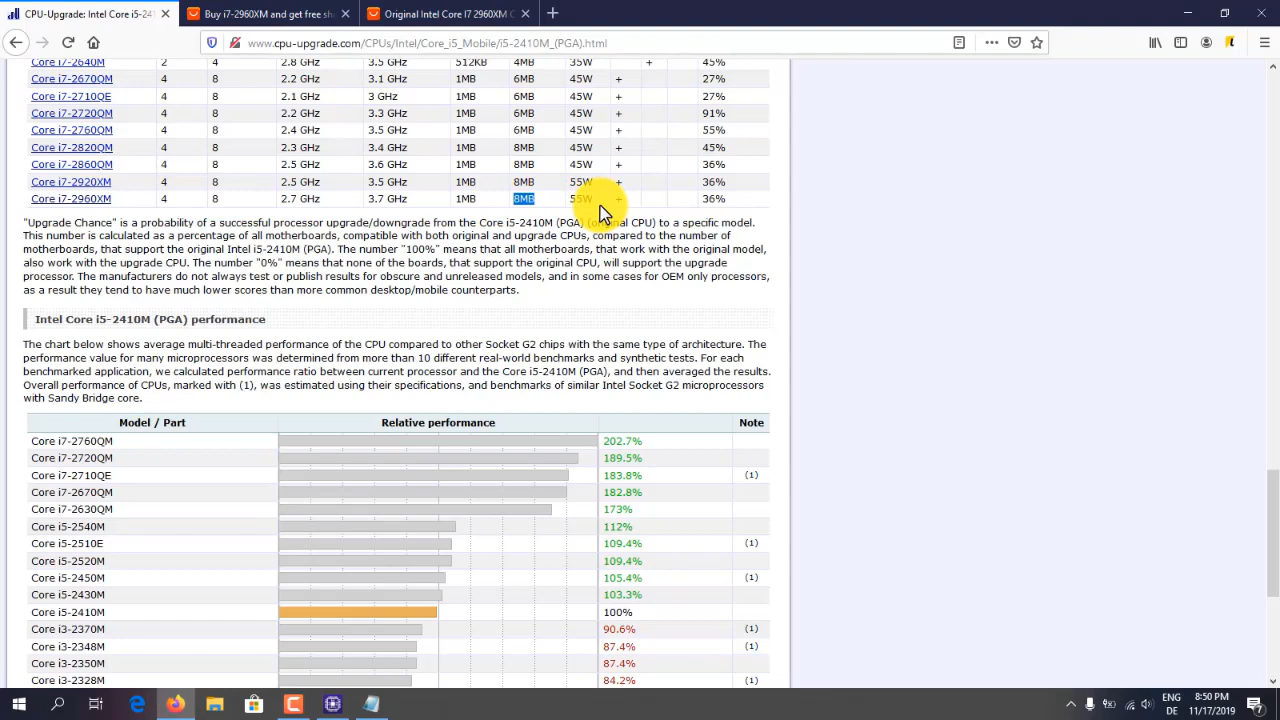 CPU-Upgrade: Intel Core i5-241
Buy i7-2960XM and get free sh
Original Intel Core I7 2960XM C
www.cpu-upgrade.com/CPUs/Intel/Core_i5_Mobile/i5-2410M_(PGA).html
Core i7-2640M 2 4 2.8 GHz 3.5 GHz 512KB 4MB 35W + 45%
Core i7-2670QM 4 8 2.2 GHz 3.1 GHz 1MB 6MB 45W + 27%
Core i7-2710QE 4 8 2.1 GHz 3 GHz 1MB 6MB 45W + 27%
Core i7-2720QM 4 8 2.2 GHz 3.3 GHz 1MB 6MB 45W + 91%
Core i7-2760QM 4 8 2.4 GHz 3.5 GHz 1MB 6MB 45W + 55%
Core i7-2820QM 4 8 2.3 GHz 3.4 GHz 1MB 8MB 45W + 45%
Core i7-2860QM 4 8 2.5 GHz 3.6 GHz 1MB 8MB 45W + 36%
Core i7-2920XM 4 8 2.5 GHz 3.5 GHz 1MB 8MB 55W + 36%
Core i7-2960XM 4 8 2.7 GHz 3.7 GHz 1MB 8MB 55W + 36%
"Upgrade Chance" is a probability of a successful processor upgrade/downgrade from the Core i5-2410M (PGA) (original CPU) to a specific model.
This number is calculated as a percentage of all motherboards, compatible with both original and upgrade CPUs, compared to the number of
motherboards, that support the original Intel i5-2410M (PGA). The number "100%" means that all motherboards, that work with the original model,
also work with the upgrade CPU. The number "0%" means that none of the boards, that support the original CPU, will support the upgrade
processor. The manufacturers do not always test or publish results for obscure and unreleased models, and in some cases for OEM only processors,
as a result they tend to have much lower scores than more common desktop/mobile counterparts.
Intel Core i5-2410M (PGA) performance
The chart below shows average multi-threaded performance of the CPU compared to other Socket G2 chips with the same type of architecture. The
performance value for many microprocessors was determined from more than 10 different real-world benchmarks and synthetic tests. For each
benchmarked application, we calculated performance ratio between current processor and the Core i5-2410M (PGA), and then averaged the results.
Overall performance of CPUs, marked with (1), was estimated using their specifications, and benchmarks of similar Intel Socket G2 microprocessors
with Sandy Bridge core.
Model / Part Relative performance Note
Core i7-2760QM 202.7%
Core i7-2720QM 189.5%
Core i7-2710QE 183.8% (1)
Core i7-2670QM 182.8%
Core i7-2630QM 173%
Core i5-2540M 112%
Core i5-2510E 109.4% (1)
Core i5-2520M 109.4%
Core i5-2450M 105.4% (1)
Core i5-2430M 103.3%
Core i5-2410M 100%
Core i3-2370M 90.6% (1)
Core i3-2348M 87.4% (1)
Core i3-2350M 87.4%
Core i3-2328M 84.2% (1)
ENG 8:50 PM
DE 11/17/2019